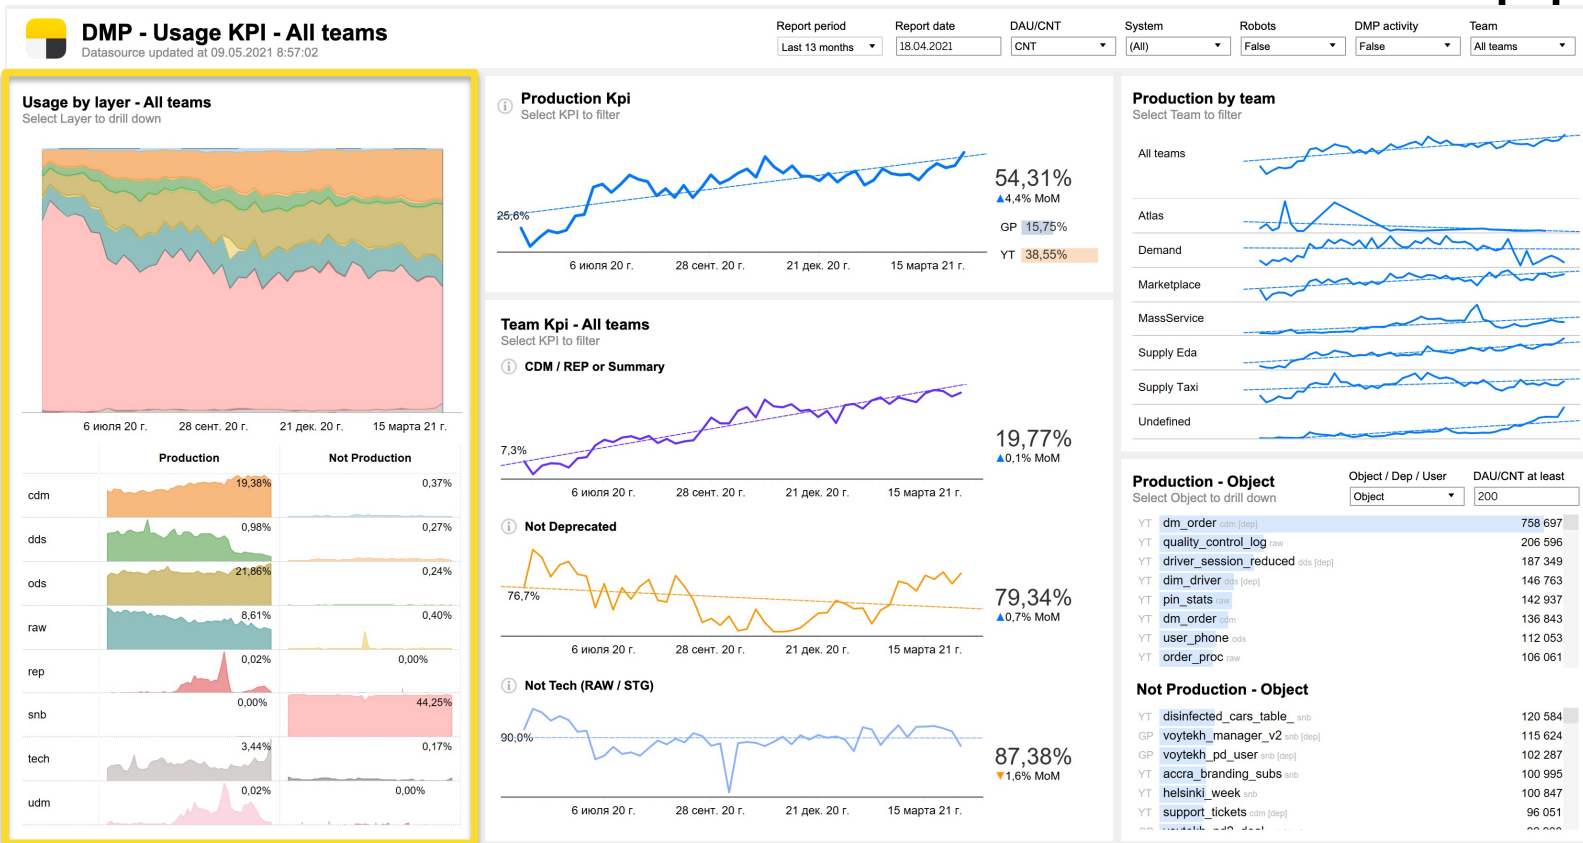 DMP - Usage KPI - All teams
Datasource updated at 09.05.2021 8:57:02
Report period
Last 13 months
Report date
18.04.2021
DAU/CNT
CNT
System
(All)
Robots
False
DMP activity
False
Team
All teams
Usage by layer - All teams
Select Layer to drill down
6 июля 20 г. 28 сент. 20 г. 21 дек. 20 г. 15 марта 21 г.
Production Not Production
cdm 19,38% 0,37%
dds 0,98% 0,27%
ods 21,86% 0,24%
raw 8,61% 0,40%
rep 0,02% 0,00%
snb 0,00% 44,25%
tech 3,44% 0,17%
udm 0,02% 0,00%
Production Kpi
Select KPI to filter
25,6%
54,31%
▲4,4% MoM
GP 15,75%
YT 38,55%
6 июля 20 г. 28 сент. 20 г. 21 дек. 20 г. 15 марта 21 г.
Team Kpi - All teams
Select KPI to filter
CDM / REP or Summary
7,3%
19,77%
▲0,1% MoM
6 июля 20 г. 28 сент. 20 г. 21 дек. 20 г. 15 марта 21 г.
Not Deprecated
76,7%
79,34%
▲0,7% MoM
6 июля 20 г. 28 сент. 20 г. 21 дек. 20 г. 15 марта 21 г.
Not Tech (RAW / STG)
90,0%
87,38%
▼1,6% MoM
6 июля 20 г. 28 сент. 20 г. 21 дек. 20 г. 15 марта 21 г.
Production by team
Select Team to filter
All teams
Atlas
Demand
Marketplace
MassService
Supply Eda
Supply Taxi
Undefined
Production - Object
Select Object to drill down
Object / Dep / User
Object
DAU/CNT at least
200
YT dm_order cdm [dep] 758 697
YT quality_control_log raw 206 596
YT driver_session_reduced dds [dep] 187 349
YT dim_driver dds [dep] 146 763
YT pin_stats raw 142 937
YT dm_order cdm 136 843
YT user_phone ods 112 053
YT order_proc raw 106 061
Not Production - Object
YT disinfected_cars_table_ snb 120 584
GP voytekh_manager_v2 snb [dep] 115 624
GP voytekh_pd_user snb [dep] 102 287
YT accra_branding_subs snb 100 995
YT helsinki_week snb 100 847
YT support_tickets cdm [dep] 96 051